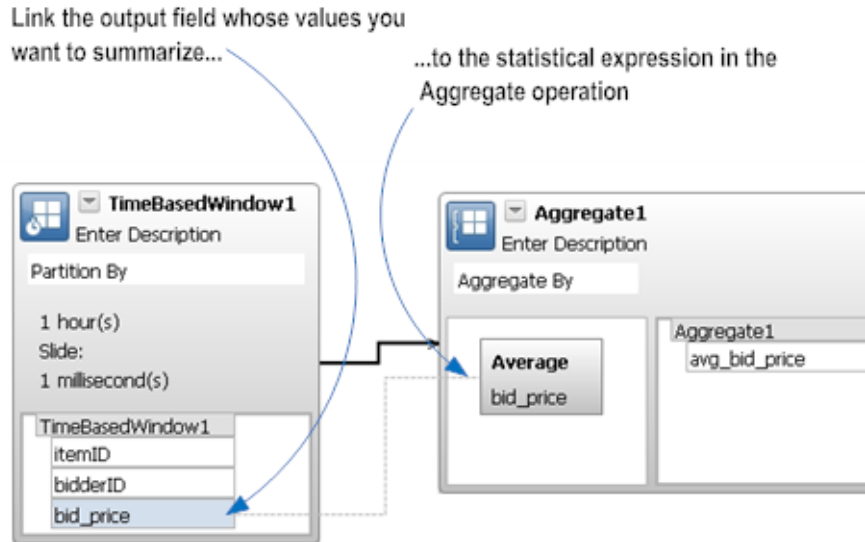 Link the output field whose values you
want to summarize...
...to the statistical expression in the
Aggregate operation
TimeBasedWindow1
Enter Description
Partition By
1 hour(s)
Slide:
1 millisecond(s)
TimeBasedWindow1
itemID
bidderID
bid_price
Aggregate1
Enter Description
Aggregate By
Average
bid_price
Aggregate1
avg_bid_price